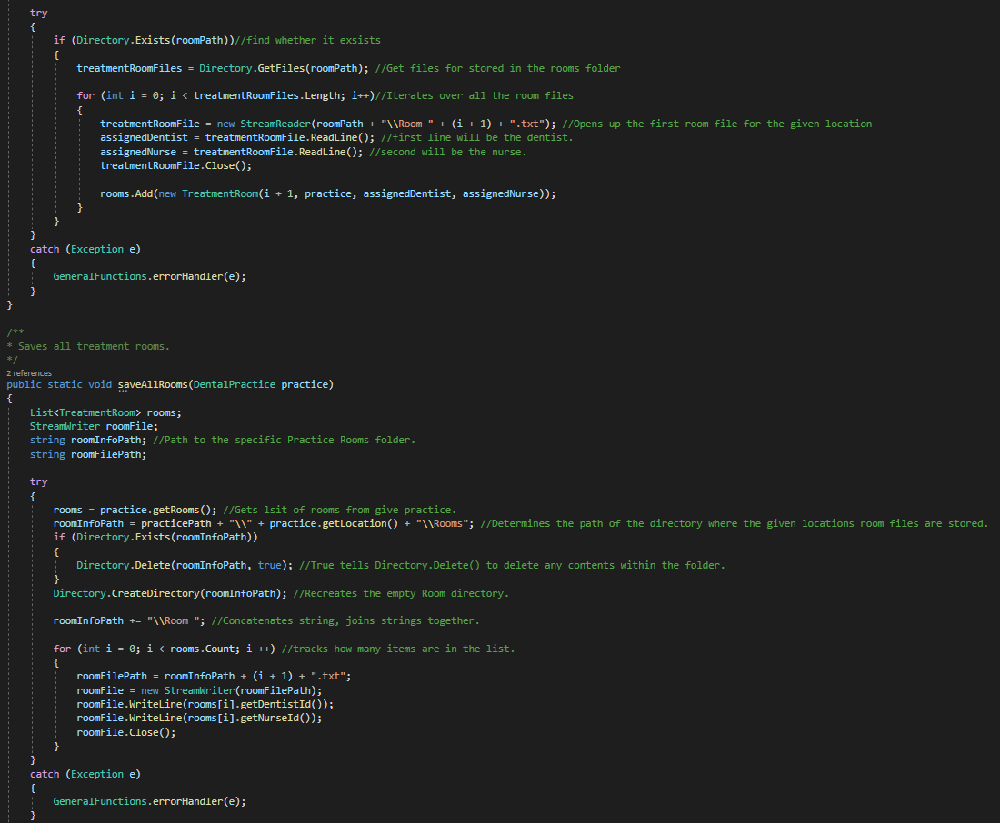 try
{
if (Directory.Exists(roomPath))//find whether it exsists
{
treatmentRoomFiles = Directory.GetFiles(roomPath); //Get files for stored in the rooms folder
for (int i = 0; i < treatmentRoomFiles.Length; i++)//Iterates over all the room files
{
treatmentRoomFile = new StreamReader(roomPath + "\\Room " + (i + 1) + ".txt"); //Opens up the first room file for the given location
assignedDentist = treatmentRoomFile.ReadLine(); //first line will be the dentist.
assignedNurse = treatmentRoomFile.ReadLine(); //second will be the nurse.
treatmentRoomFile.Close();
rooms.Add(new TreatmentRoom(i + 1, practice, assignedDentist, assignedNurse));
}
}
}
catch (Exception e)
{
GeneralFunctions.errorHandler(e);
}
}
/**
* Saves all treatment rooms.
*/
2 references
public static void saveAllRooms(DentalPractice practice)
{
List<TreatmentRoom> rooms;
StreamWriter roomFile;
string roomInfoPath; //Path to the specific Practice Rooms folder.
string roomFilePath;
try
{
rooms = practice.getRooms(); //Gets lsit of rooms from give practice.
roomInfoPath = practicePath + "\\" + practice.getLocation() + "\\Rooms"; //Determines the path of the directory where the given locations room files are stored.
if (Directory.Exists(roomInfoPath))
{
Directory.Delete(roomInfoPath, true); //True tells Directory.Delete() to delete any contents within the folder.
}
Directory.CreateDirectory(roomInfoPath); //Recreates the empty Room directory.
roomInfoPath += "\\Room "; //Concatenates string, joins strings together.
for (int i = 0; i < rooms.Count; i ++) //tracks how many items are in the list.
{
roomFilePath = roomInfoPath + (i + 1) + ".txt";
roomFile = new StreamWriter(roomFilePath);
roomFile.WriteLine(rooms[i].getDentistId());
roomFile.WriteLine(rooms[i].getNurseId());
roomFile.Close();
}
}
catch (Exception e)
{
GeneralFunctions.errorHandler(e);
}